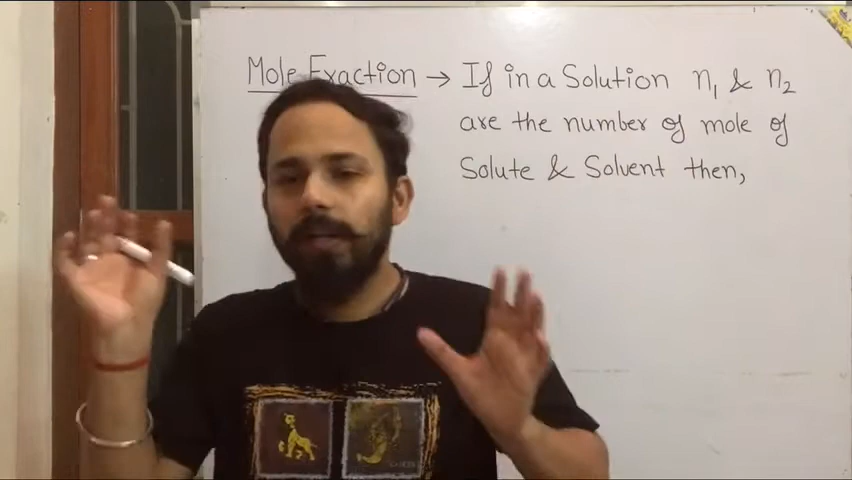 Mole Fraction → If in a Solution n₁ & n₂
are the number of mole of
Solute & Solvent then,